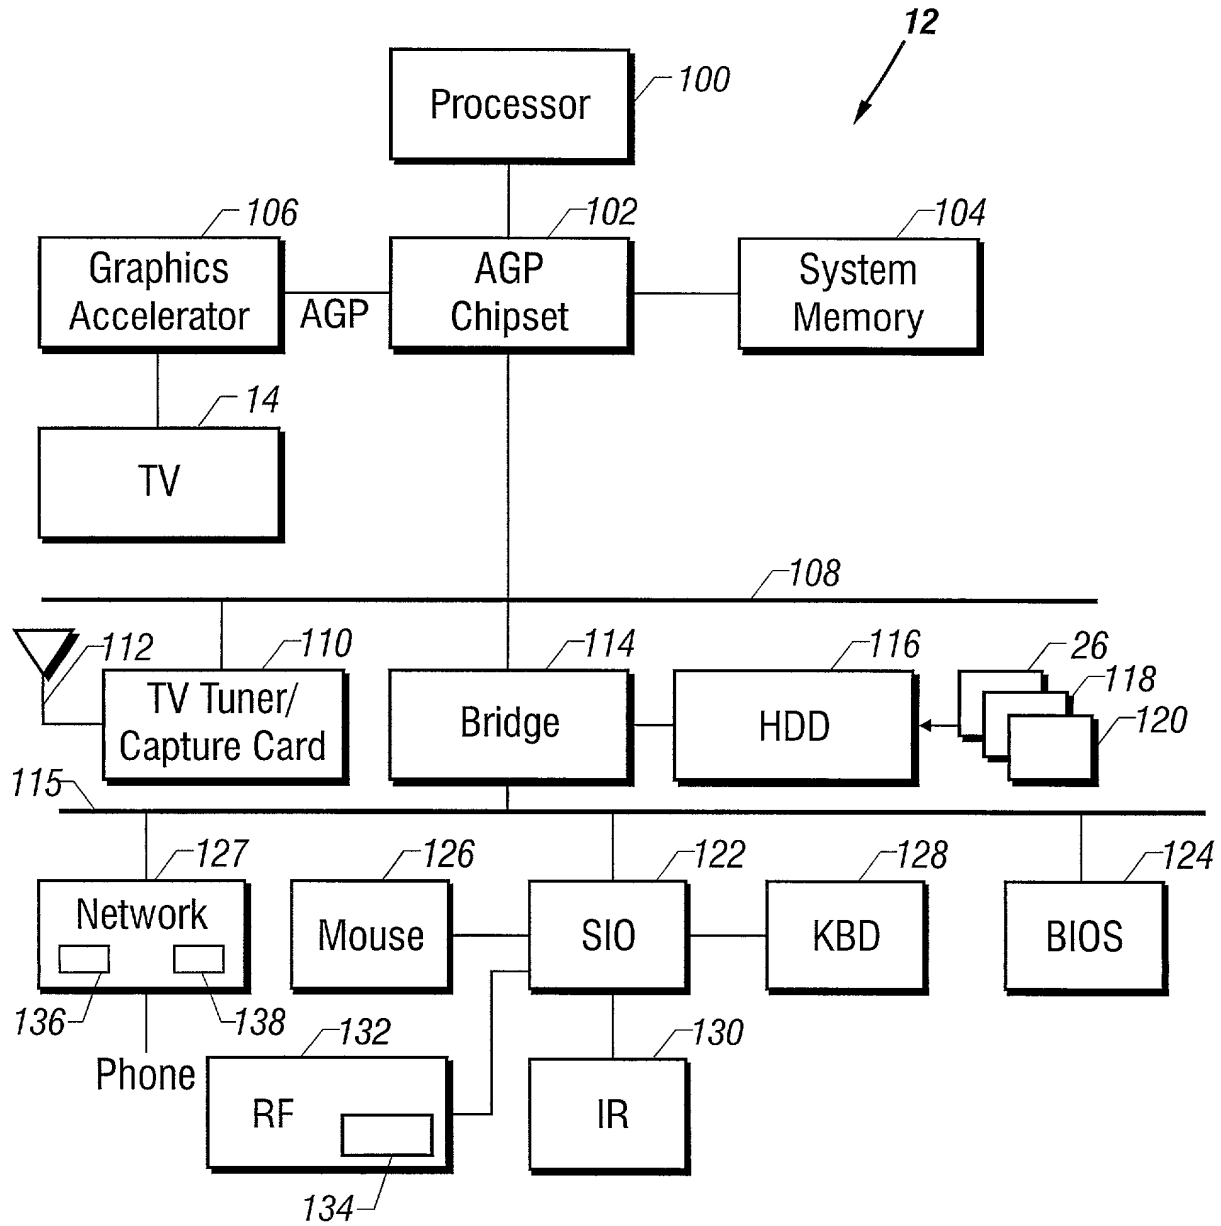 12
Processor
100
106
102
104
Graphics
Accelerator
AGP
AGP
Chipset
System
Memory
14
TV
108
112
110
114
116
26
118
120
TV Tuner/
Capture Card
Bridge
HDD
115
127
126
122
128
124
Network
Mouse
SIO
KBD
BIOS
136
138
132
130
Phone
RF
IR
134